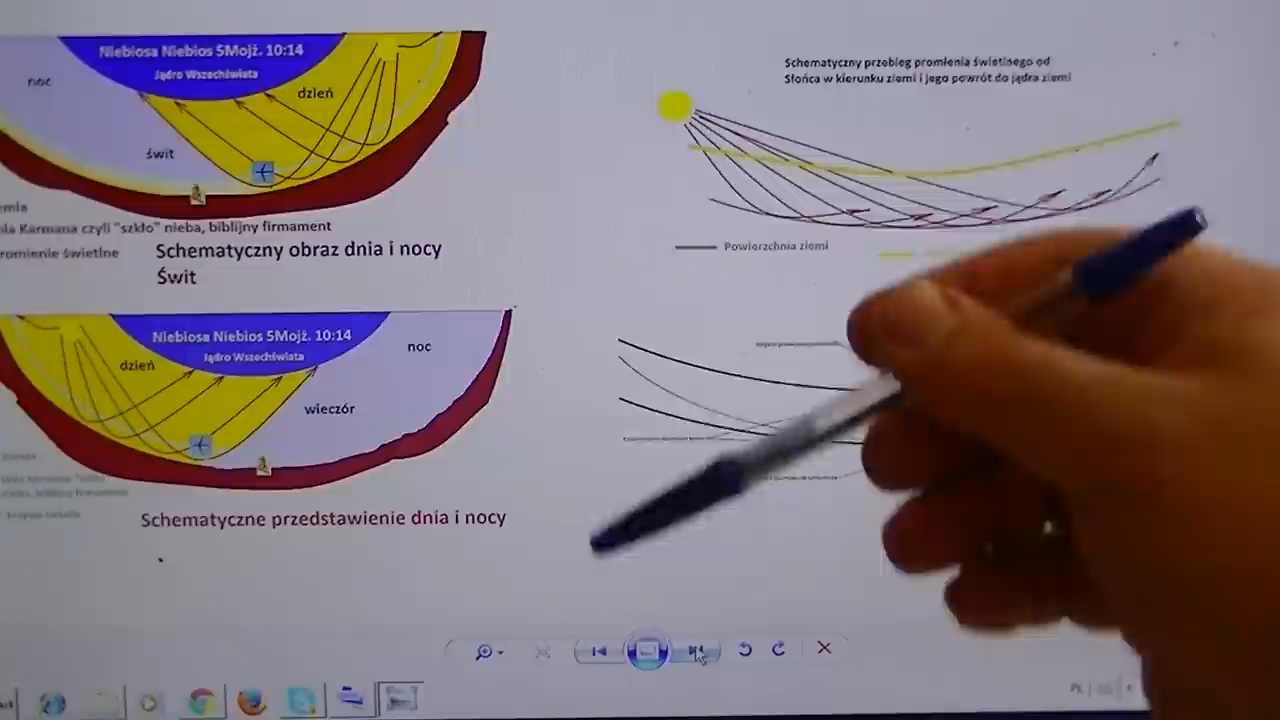 Niebiosa Niebios 5Mojż. 10:14
Jądro Wszechświata
noc
dzień
świt
emia
la Karmana czyli "szkło" nieba, biblijny firmament
romienie świetlne
Schematyczny obraz dnia i nocy
Świt
Niebiosa Niebios 5Mojż. 10:14
Jądro Wszechświata
dzień
noc
wieczór
Schematyczne przedstawienie dnia i nocy
Schematyczny przebieg promienia świetlnego od
Słońca w kierunku ziemi i jego powrót do jądra ziemi
Powierzchnia ziemi
PL